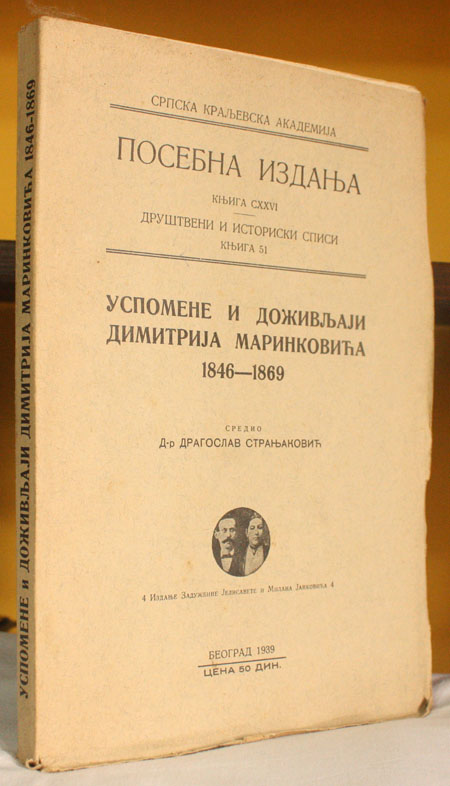 УСПОМЕНЕ И ДОЖИВЉАЈИ ДИМИТРИЈА МАРИНКОВИЋА 1846-1869
СРПСКА КРАЉЕВСКА АКАДЕМИЈА
ПОСЕБНА ИЗДАЊА
КЊИГА CXXVI
ДРУШТВЕНИ И ИСТОРИСКИ СПИСИ
КЊИГА 51
УСПОМЕНЕ И ДОЖИВЉАЈИ
ДИМИТРИЈА МАРИНКОВИЋА
1846—1869
СРЕДИО
Д-р ДРАГОСЛАВ СТРАЊАКОВИЋ
4 Издање Задужбине Јелисавете и Милана Јанковића 4
БЕОГРАД 1939
ЦЕНА 50 ДИН.